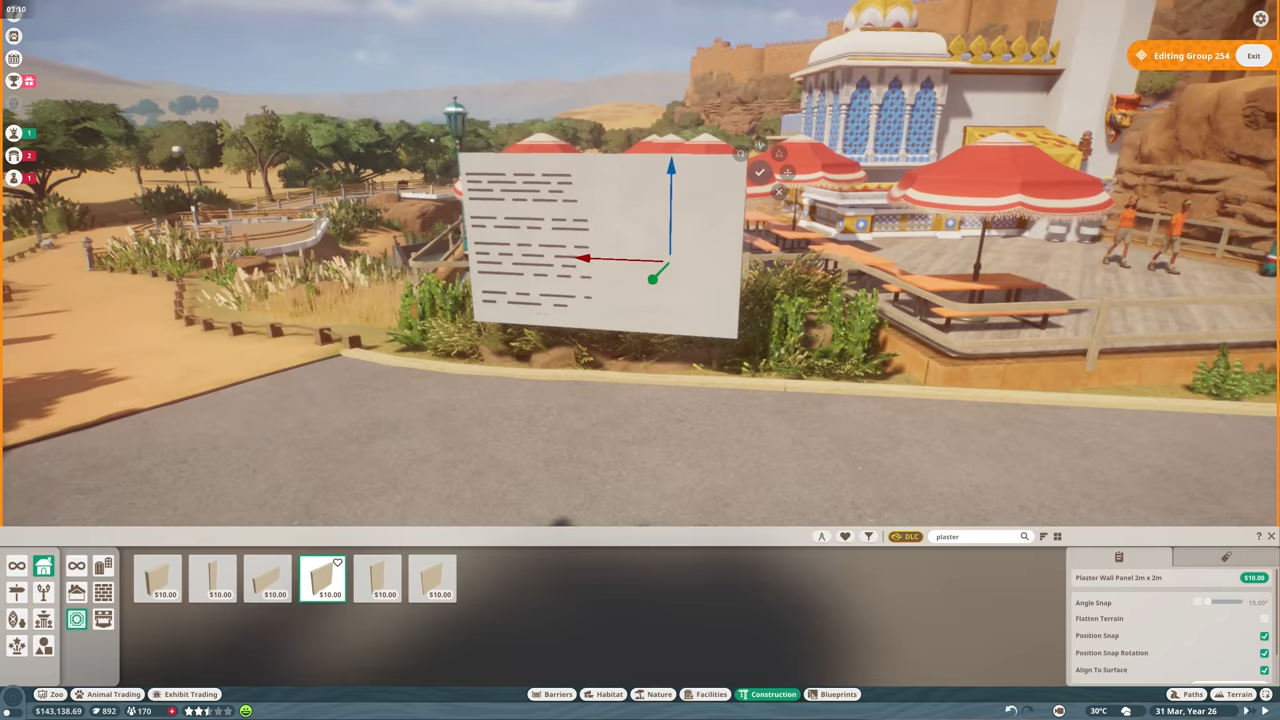 03:10
Editing Group 254
Exit
1
2
1
DLC
plaster
?
$10.00
$10.00
$10.00
$10.00
$10.00
$10.00
Plaster Wall Panel 2m x 2m
$10.00
Angle Snap
15.00°
Flatten Terrain
Position Snap
Position Snap Rotation
Align To Surface
Zoo
Animal Trading
Exhibit Trading
Barriers
Habitat
Nature
Facilities
Construction
Blueprints
Paths
Terrain
$143,138.69
892
170
30°C
31 Mar, Year 26